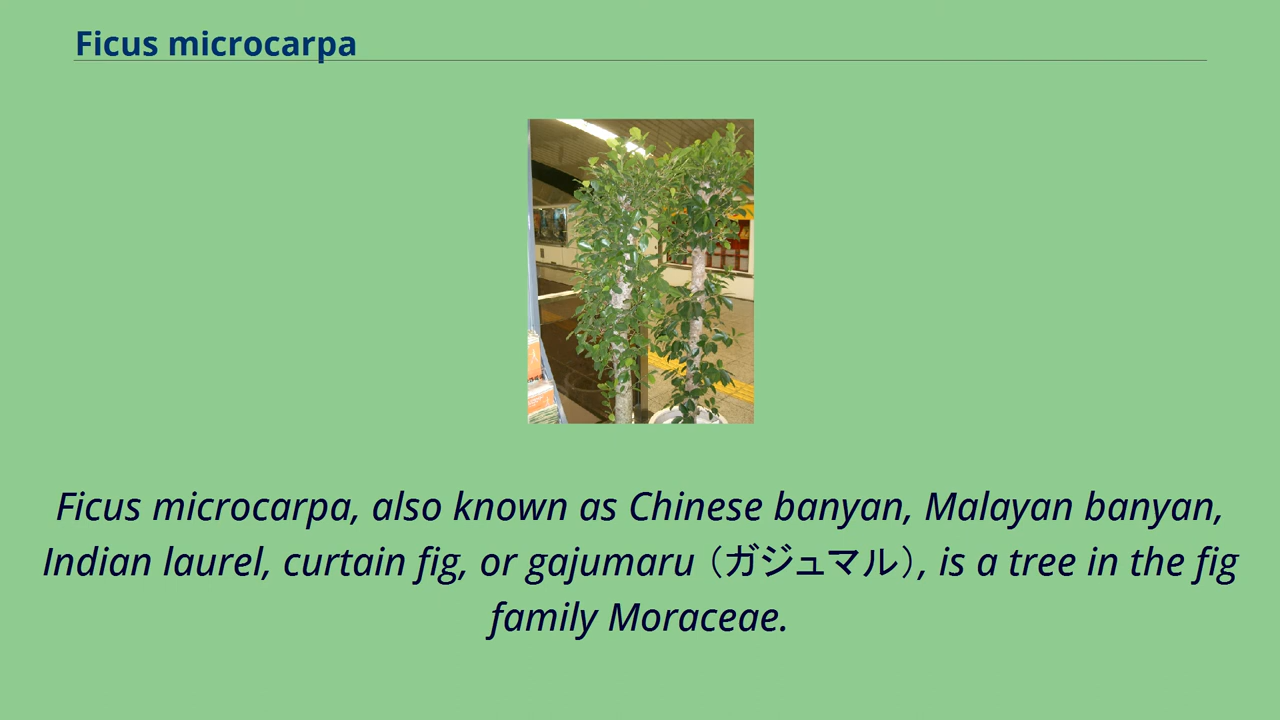 Ficus microcarpa
Ficus microcarpa, also known as Chinese banyan, Malayan banyan,
Indian laurel, curtain fig, or gajumaru（ガジュマル）, is a tree in the fig
family Moraceae.